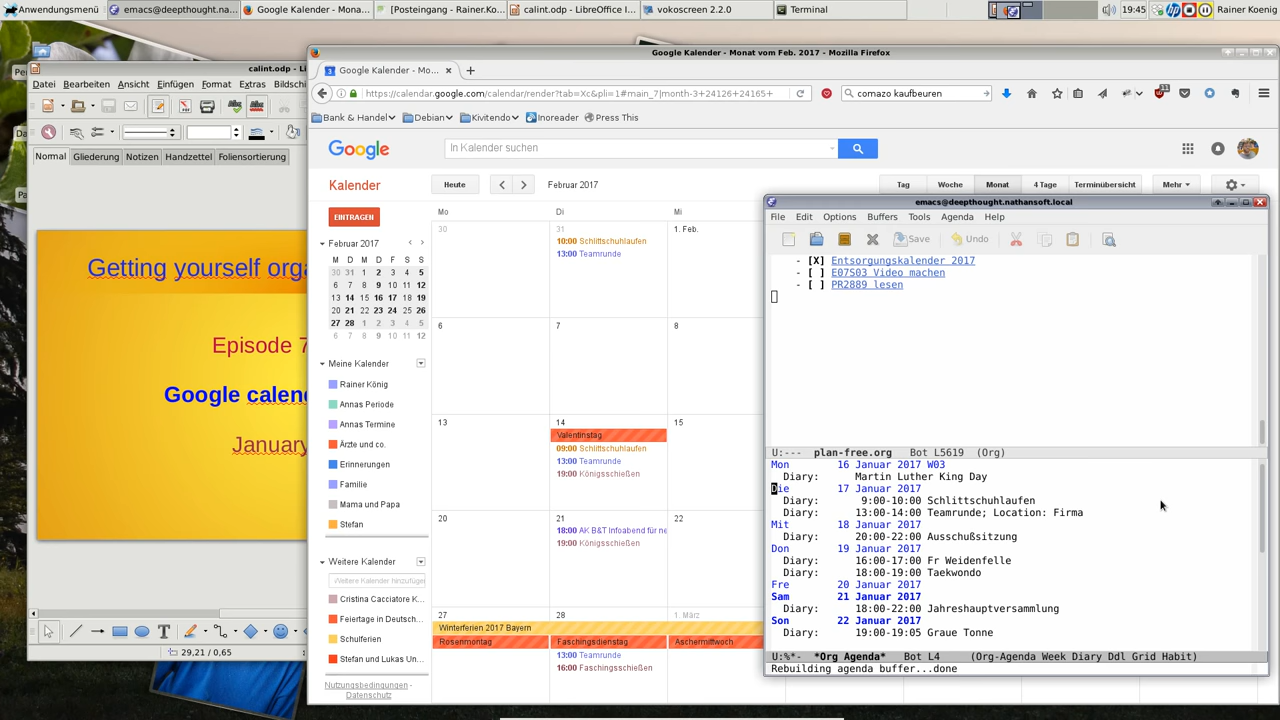 Anwendungsmenü
emacs@deepthought.na...
Google Kalender - Mona...
[Posteingang - Rainer.Ko...
calint.odp - LibreOffice I...
vokoscreen 2.2.0
Terminal
19:45
Rainer Koenig
calint.odp - Li
Datei Bearbeiten Ansicht Einfügen Format Extras Bildschi
Normal Gliederung Notizen Handzettel Foliensortierung
Getting yourself orga
Episode 7
Google calend
January
29,21 / 0,65
Google Kalender - Monat vom Feb. 2017 - Mozilla Firefox
Google Kalender - Mo...
https://calendar.google.com/calendar/render?tab=Xc&pli=1#main_7|month-3+24126+24165+
comazo kaufbeuren
Bank & Handel Debian Kivitendo Inoreader Press This
Google
In Kalender suchen
Kalender
Heute
Februar 2017
Tag Woche Monat 4 Tage Terminübersicht Mehr
EINTRAGEN
Februar 2017
M D M D F S S
30 31 1 2 3 4 5
6 7 8 9 10 11 12
13 14 15 16 17 18 19
20 21 22 23 24 25 26
27 28 1 2 3 4 5
6 7 8 9 10 11 12
Meine Kalender
Rainer König
Annas Periode
Annas Termine
Ärzte und co.
Erinnerungen
Familie
Mama und Papa
Stefan
Weitere Kalender
Weitere Kalender hinzufügen
Cristina Cacciatore K...
Feiertage in Deutsch...
Schulferien
Stefan und Lukas Un...
Nutzungsbedingungen -
Datenschutz
Mo Di Mi
30 31 1. Feb.
10:00 Schlittschuhlaufen
13:00 Teamrunde
6 7 8
13 14 15
Valentinstag
09:00 Schlittschuhlaufen
13:00 Teamrunde
19:00 Königsschießen
20 21 22
18:00 AK B&T Infoabend für ne
19:00 Königsschießen
27 28 1. März
Winterferien 2017 Bayern
Rosenmontag Faschingsdienstag Aschermittwoch
13:00 Teamrunde
16:00 Faschingsschießen
emacs@deepthought.nathansoft.local
File Edit Options Buffers Tools Agenda Help
Save Undo
- [X] Entsorgungskalender 2017
- [ ] E07S03 Video machen
- [ ] PR2889 lesen
U:--- plan-free.org Bot L5619 (Org)
Mon 16 Januar 2017 W03
Diary: Martin Luther King Day
Die 17 Januar 2017
Diary: 9:00-10:00 Schlittschuhlaufen
Diary: 13:00-14:00 Teamrunde; Location: Firma
Mit 18 Januar 2017
Diary: 20:00-22:00 Ausschußsitzung
Don 19 Januar 2017
Diary: 16:00-17:00 Fr Weidenfelle
Diary: 18:00-19:00 Taekwondo
Fre 20 Januar 2017
Sam 21 Januar 2017
Diary: 18:00-22:00 Jahreshauptversammlung
Son 22 Januar 2017
Diary: 19:00-19:05 Graue Tonne
U:%*- *Org Agenda* Bot L4 (Org-Agenda Week Diary Ddl Grid Habit)
Rebuilding agenda buffer...done